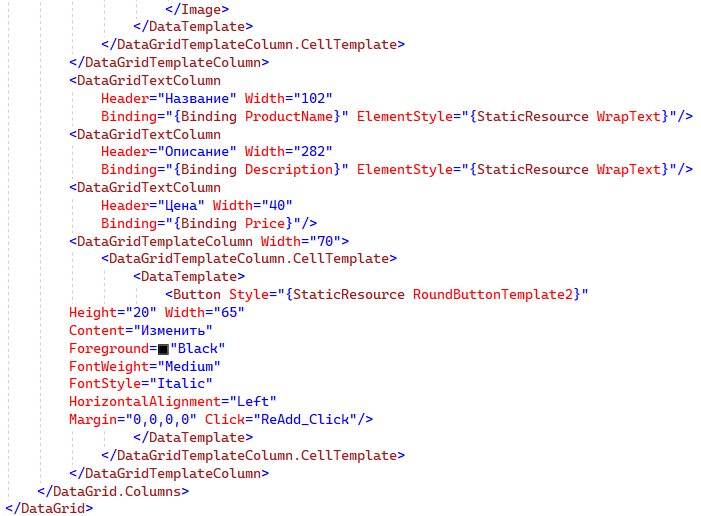 </Image>
</DataTemplate>
</DataGridTemplateColumn.CellTemplate>
</DataGridTemplateColumn>
<DataGridTextColumn
Header="Название" Width="102"
Binding="{Binding ProductName}" ElementStyle="{StaticResource WrapText}"/>
<DataGridTextColumn
Header="Описание" Width="282"
Binding="{Binding Description}" ElementStyle="{StaticResource WrapText}"/>
<DataGridTextColumn
Header="Цена" Width="40"
Binding="{Binding Price}"/>
<DataGridTemplateColumn Width="70">
<DataGridTemplateColumn.CellTemplate>
<DataTemplate>
<Button Style="{StaticResource RoundButtonTemplate2}"
Height="20" Width="65"
Content="Изменить"
Foreground="Black"
FontWeight="Medium"
FontStyle="Italic"
HorizontalAlignment="Left"
Margin="0,0,0,0" Click="ReAdd_Click"/>
</DataTemplate>
</DataGridTemplateColumn.CellTemplate>
</DataGridTemplateColumn>
</DataGrid.Columns>
</DataGrid>